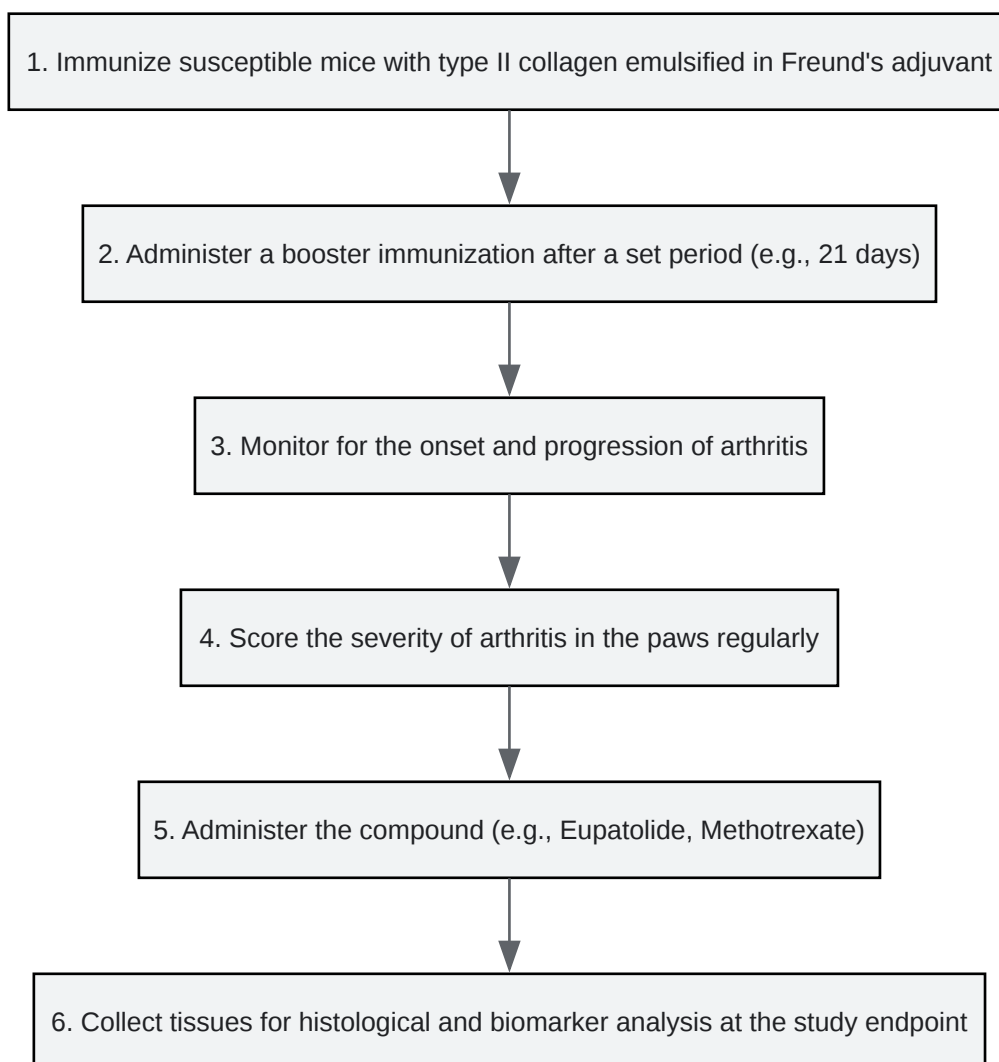 1. Immunize susceptible mice with type II collagen emulsified in Freund's adjuvant
2. Administer a booster immunization after a set period (e.g., 21 days)
3. Monitor for the onset and progression of arthritis
4. Score the severity of arthritis in the paws regularly
5. Administer the compound (e.g., Eupatolide, Methotrexate)
6. Collect tissues for histological and biomarker analysis at the study endpoint